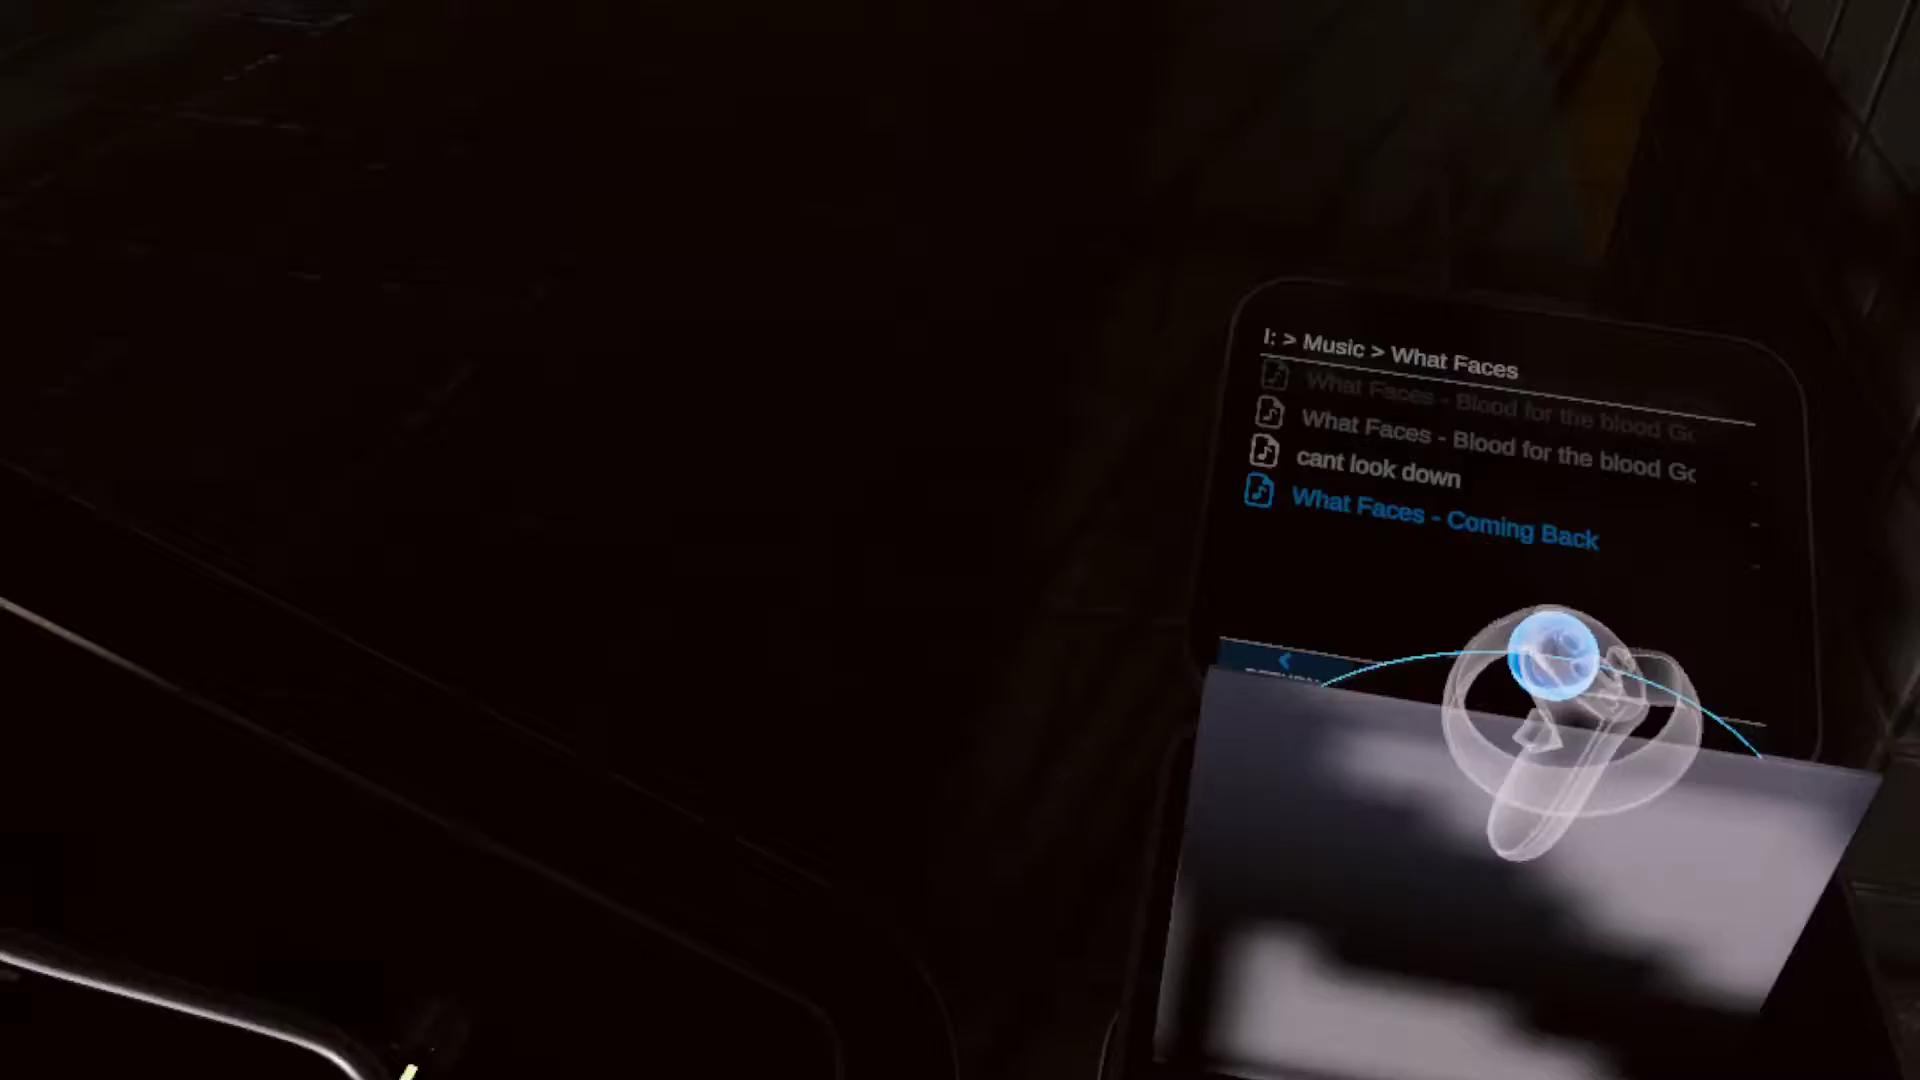 I: > Music > What Faces
What Faces - Blood for the blood Gc
What Faces - Blood for the blood Gc
cant look down
What Faces - Coming Back